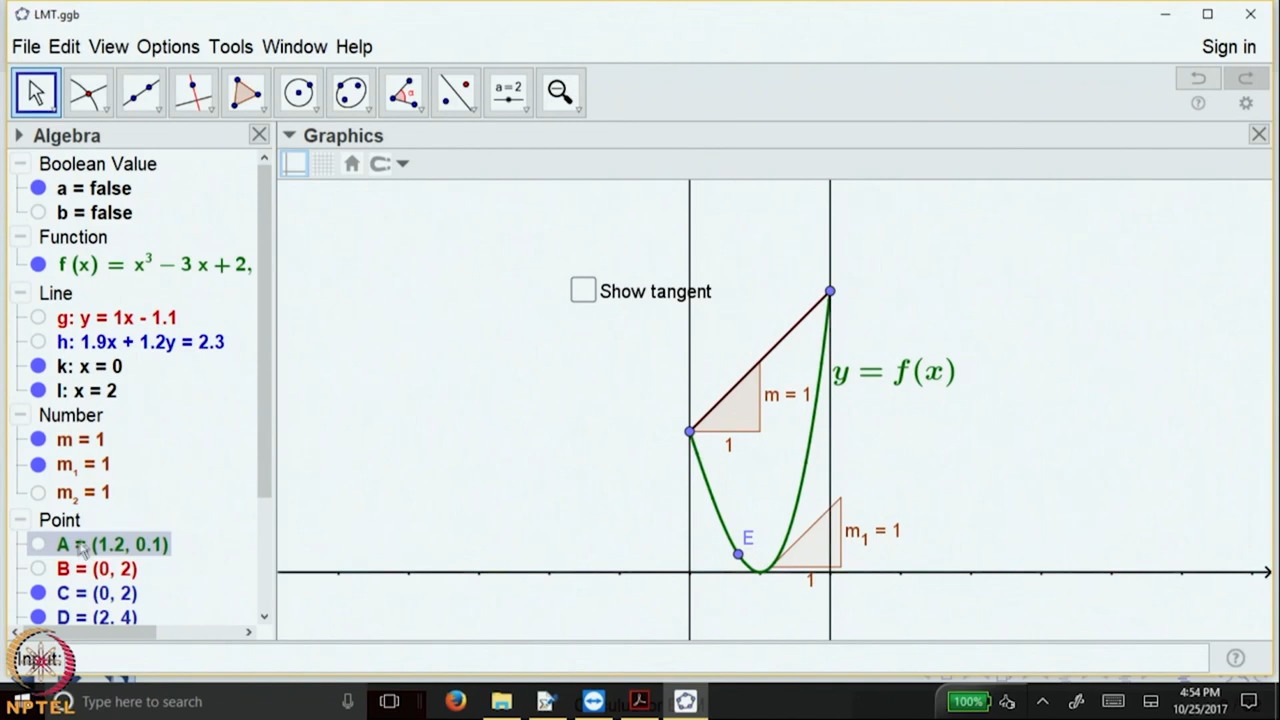 LMT.ggb
File Edit View Options Tools Window Help
Sign in
a=2
Algebra
Graphics
Boolean Value
a = false
b = false
Function
f (x) = x³ − 3 x + 2,
Line
g: y = 1x - 1.1
h: 1.9x + 1.2y = 2.3
k: x = 0
l: x = 2
Number
m = 1
m₁ = 1
m₂ = 1
Point
A = (1.2, 0.1)
B = (0, 2)
C = (0, 2)
D = (2, 4)
Show tangent
y = f(x)
m = 1
1
E
m₁ = 1
1
Input:
NPTEL
Type here to search
100%
4:54 PM
10/25/2017